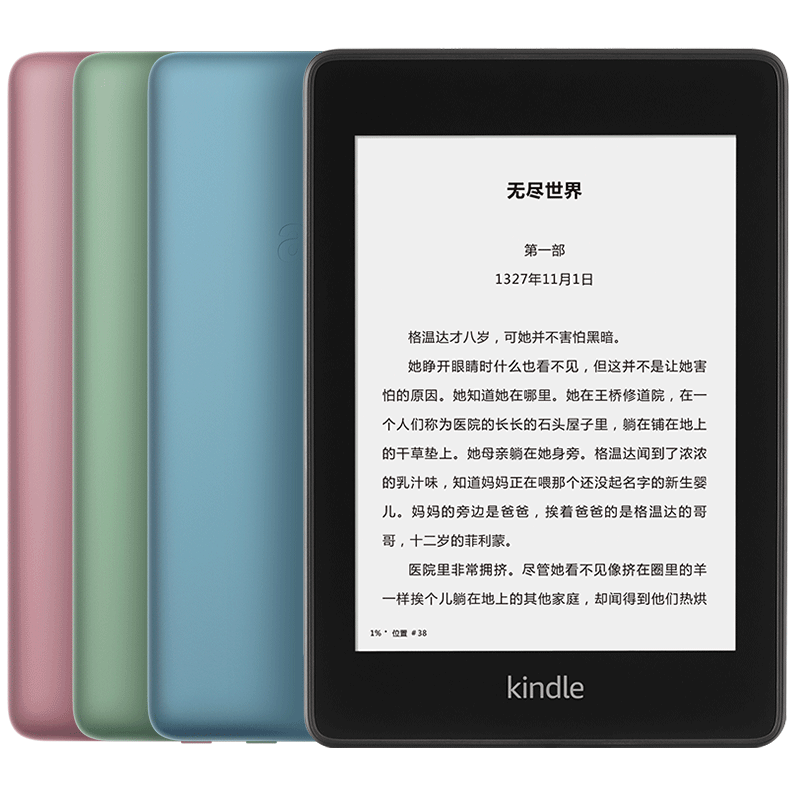 无尽世界
第一部
1327年11月1日
格温达才八岁，可她并不害怕黑暗。
她睁开眼睛时什么也看不见，但这并不是让她害
怕的原因。她知道她在哪里。她在王桥修道院，在一
个人们称为医院的长长的石头屋子里，躺在铺在地上
的干草垫上。她母亲躺在她身旁。格温达闻到了浓浓
的乳汁味，知道妈妈正在喂那个还没起名字的新生婴
儿。妈妈的旁边是爸爸，挨着爸爸的是格温达的哥
哥，十二岁的菲利蒙。
医院里非常拥挤。尽管她看不见像挤在圈里的羊
一样挨个儿躺在地上的其他家庭，却闻得到他们热烘
1% • 位置 #38
kindle